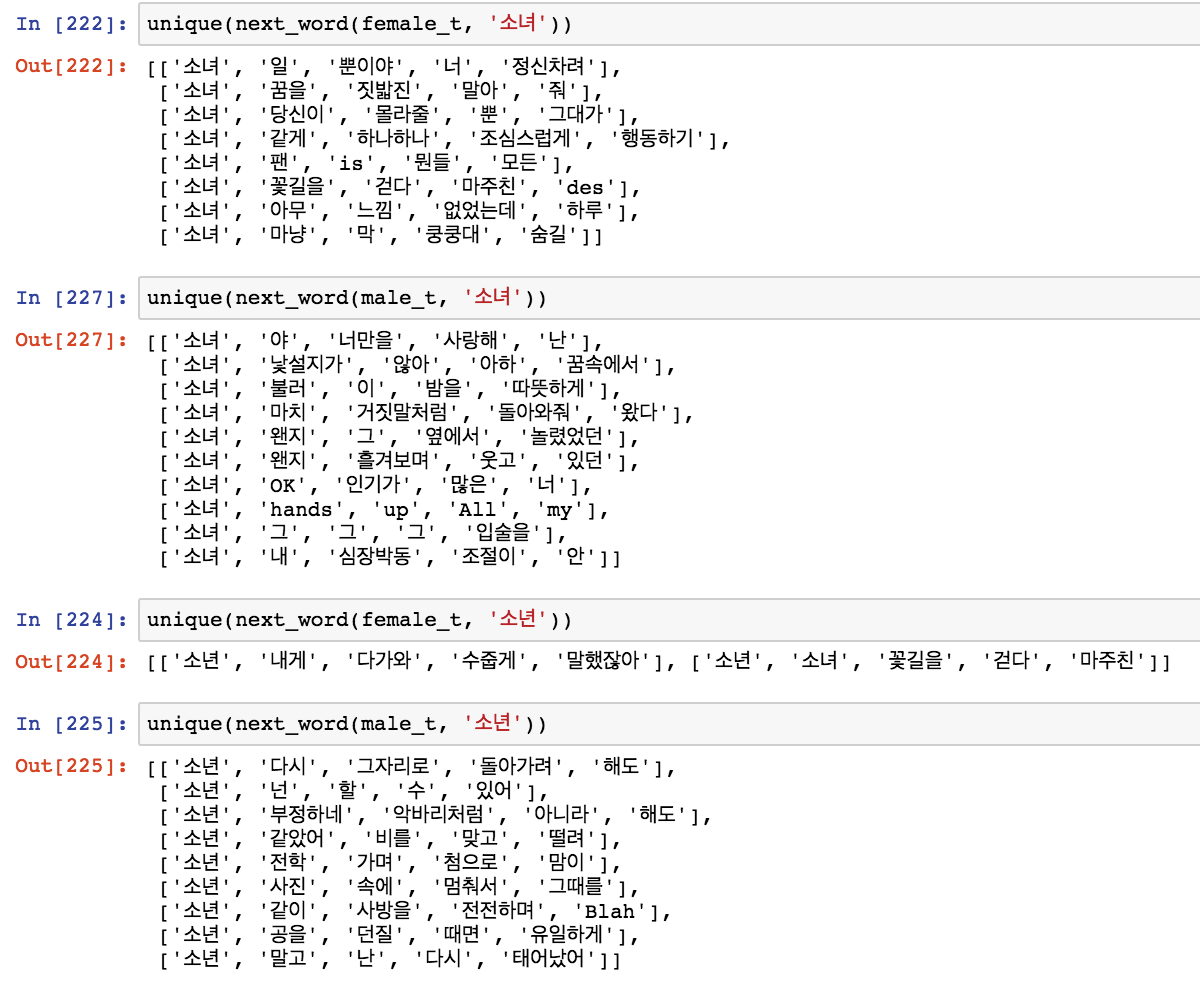 In [222]: unique(next_word(female_t, '소녀'))
Out[222]: [['소녀', '일', '뿐이야', '너', '정신차려'],
['소녀', '꿈을', '짓밟진', '말아', '줘'],
['소녀', '당신이', '몰라줄', '뿐', '그대가'],
['소녀', '같게', '하나하나', '조심스럽게', '행동하기'],
['소녀', '팬', 'is', '뭔들', '모든'],
['소녀', '꽃길을', '걷다', '마주친', 'des'],
['소녀', '아무', '느낌', '없었는데', '하루'],
['소녀', '마냥', '막', '쿵쿵대', '숨길']]
In [227]: unique(next_word(male_t, '소녀'))
Out[227]: [['소녀', '야', '너만을', '사랑해', '난'],
['소녀', '낯설지가', '않아', '아하', '꿈속에서'],
['소녀', '불러', '이', '밤을', '따뜻하게'],
['소녀', '마치', '거짓말처럼', '돌아와줘', '왔다'],
['소녀', '왠지', '그', '옆에서', '놀렸었던'],
['소녀', '왠지', '흘겨보며', '웃고', '있던'],
['소녀', 'OK', '인기가', '많은', '너'],
['소녀', 'hands', 'up', 'All', 'my'],
['소녀', '그', '그', '그', '입술을'],
['소녀', '내', '심장박동', '조절이', '안']]
In [224]: unique(next_word(female_t, '소년'))
Out[224]: [['소년', '내게', '다가와', '수줍게', '말했잖아'], ['소년', '소녀', '꽃길을', '걷다', '마주친']]
In [225]: unique(next_word(male_t, '소년'))
Out[225]: [['소년', '다시', '그자리로', '돌아가려', '해도'],
['소년', '넌', '할', '수', '있어'],
['소년', '부정하네', '악바리처럼', '아니라', '해도'],
['소년', '같았어', '비를', '맞고', '떨려'],
['소년', '전학', '가며', '첨으로', '맘이'],
['소년', '사진', '속에', '멈춰서', '그때를'],
['소년', '같이', '사방을', '전전하며', 'Blah'],
['소년', '공을', '던질', '때면', '유일하게'],
['소년', '말고', '난', '다시', '태어났어']]